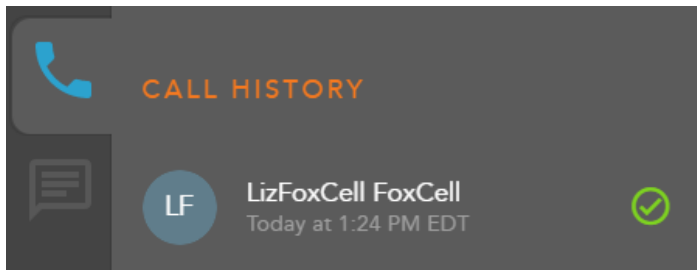 CALL HISTORY
LF
LizFoxCell FoxCell
Today at 1:24 PM EDT